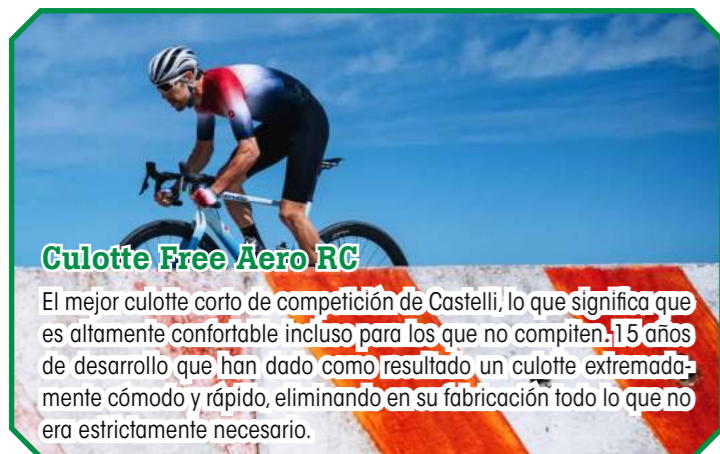 Culotte Free Aero RC
El mejor culotte corto de competición de Castelli, lo que significa que
es altamente confortable incluso para los que no compiten. 15 años
de desarrollo que han dado como resultado un culotte extremada-
mente cómodo y rápido, eliminando en su fabricación todo lo que no
era estrictamente necesario.